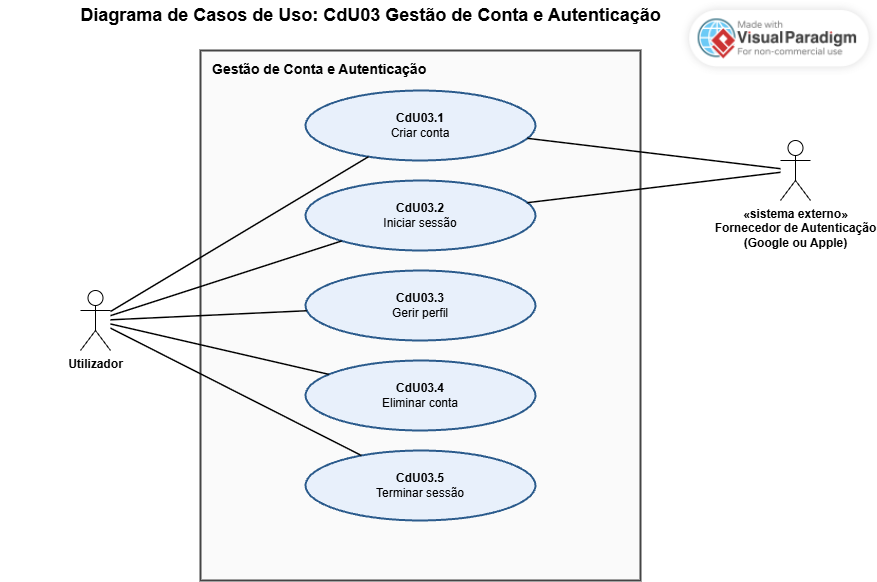 Diagrama de Casos de Uso: CdU03 Gestão de Conta e Autenticação
Made with
VisualParadigm
For non-commercial use
Gestão de Conta e Autenticação
CdU03.1
Criar conta
CdU03.2
Iniciar sessão
«sistema externo»
Fornecedor de Autenticação
(Google ou Apple)
CdU03.3
Gerir perfil
Utilizador
CdU03.4
Eliminar conta
CdU03.5
Terminar sessão